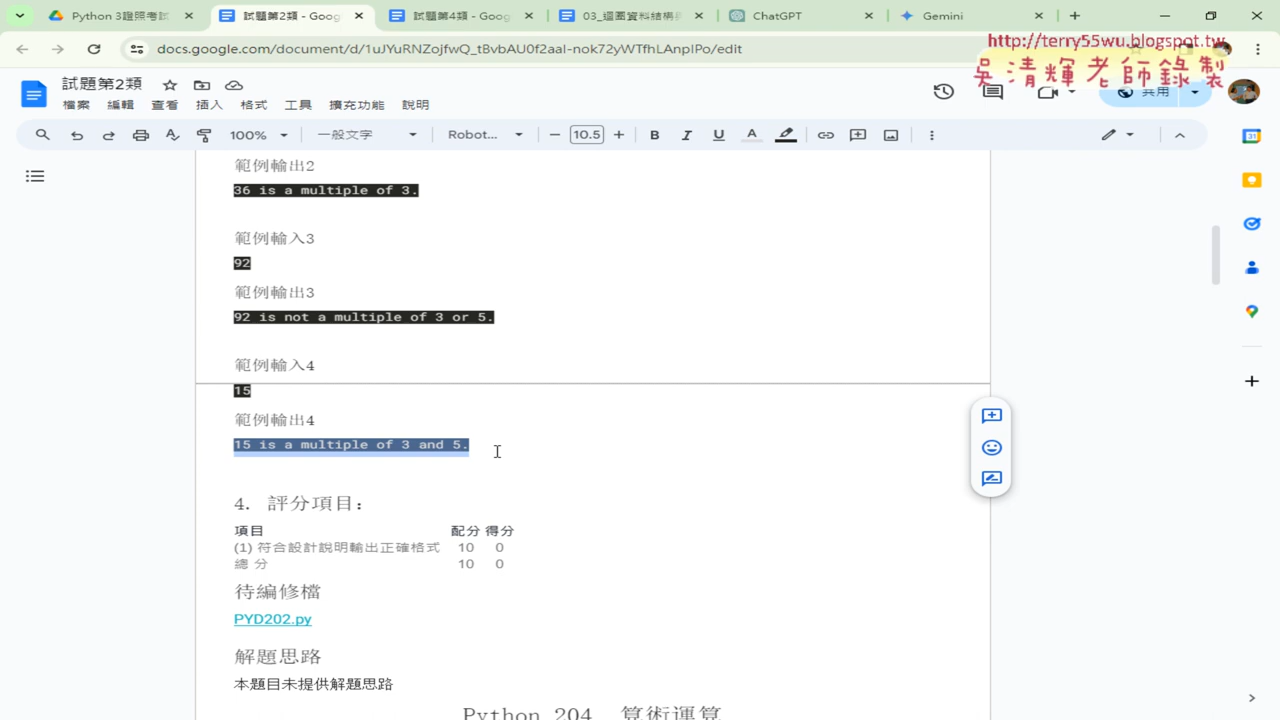 Python 3證照考試
試題第2類 - Goog
試題第4類 - Goog
03_迴圈資料結構
ChatGPT
Gemini
docs.google.com/document/d/1uJYuRNZojfwQ_tBvbAU0f2aaI-nok72yWTfhLAnpIPo/edit
http://terry55wu.blogspot.tw
吳清輝老師錄製
試題第2類
檔案 編輯 查看 插入 格式 工具 擴充功能 說明
共用
100% 一般文字 Robot... 10.5 B I U A
31
範例輸出2
36 is a multiple of 3.
範例輸入3
92
範例輸出3
92 is not a multiple of 3 or 5.
範例輸入4
15
範例輸出4
15 is a multiple of 3 and 5.
4. 評分項目：
項目 配分 得分
(1) 符合設計說明輸出正確格式 10 0
總 分 10 0
待編修檔
PYD202.py
解題思路
本題目未提供解題思路
Python 204 算術運算